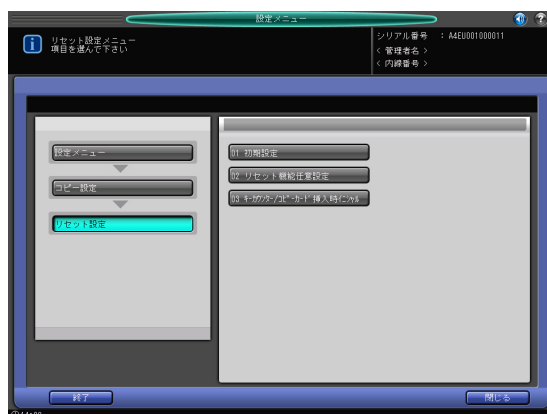 設定メニュー
リセット設定メニュー
項目を選んで下さい
シリアル番号 : A4EU001000011
< 管理者名 >
< 内線番号 >
設定メニュー
コピー設定
リセット設定
01 初期設定
02 リセット機能任意設定
03 キーカウンター/コピーカード挿入時イニシャル
終了
閉じる